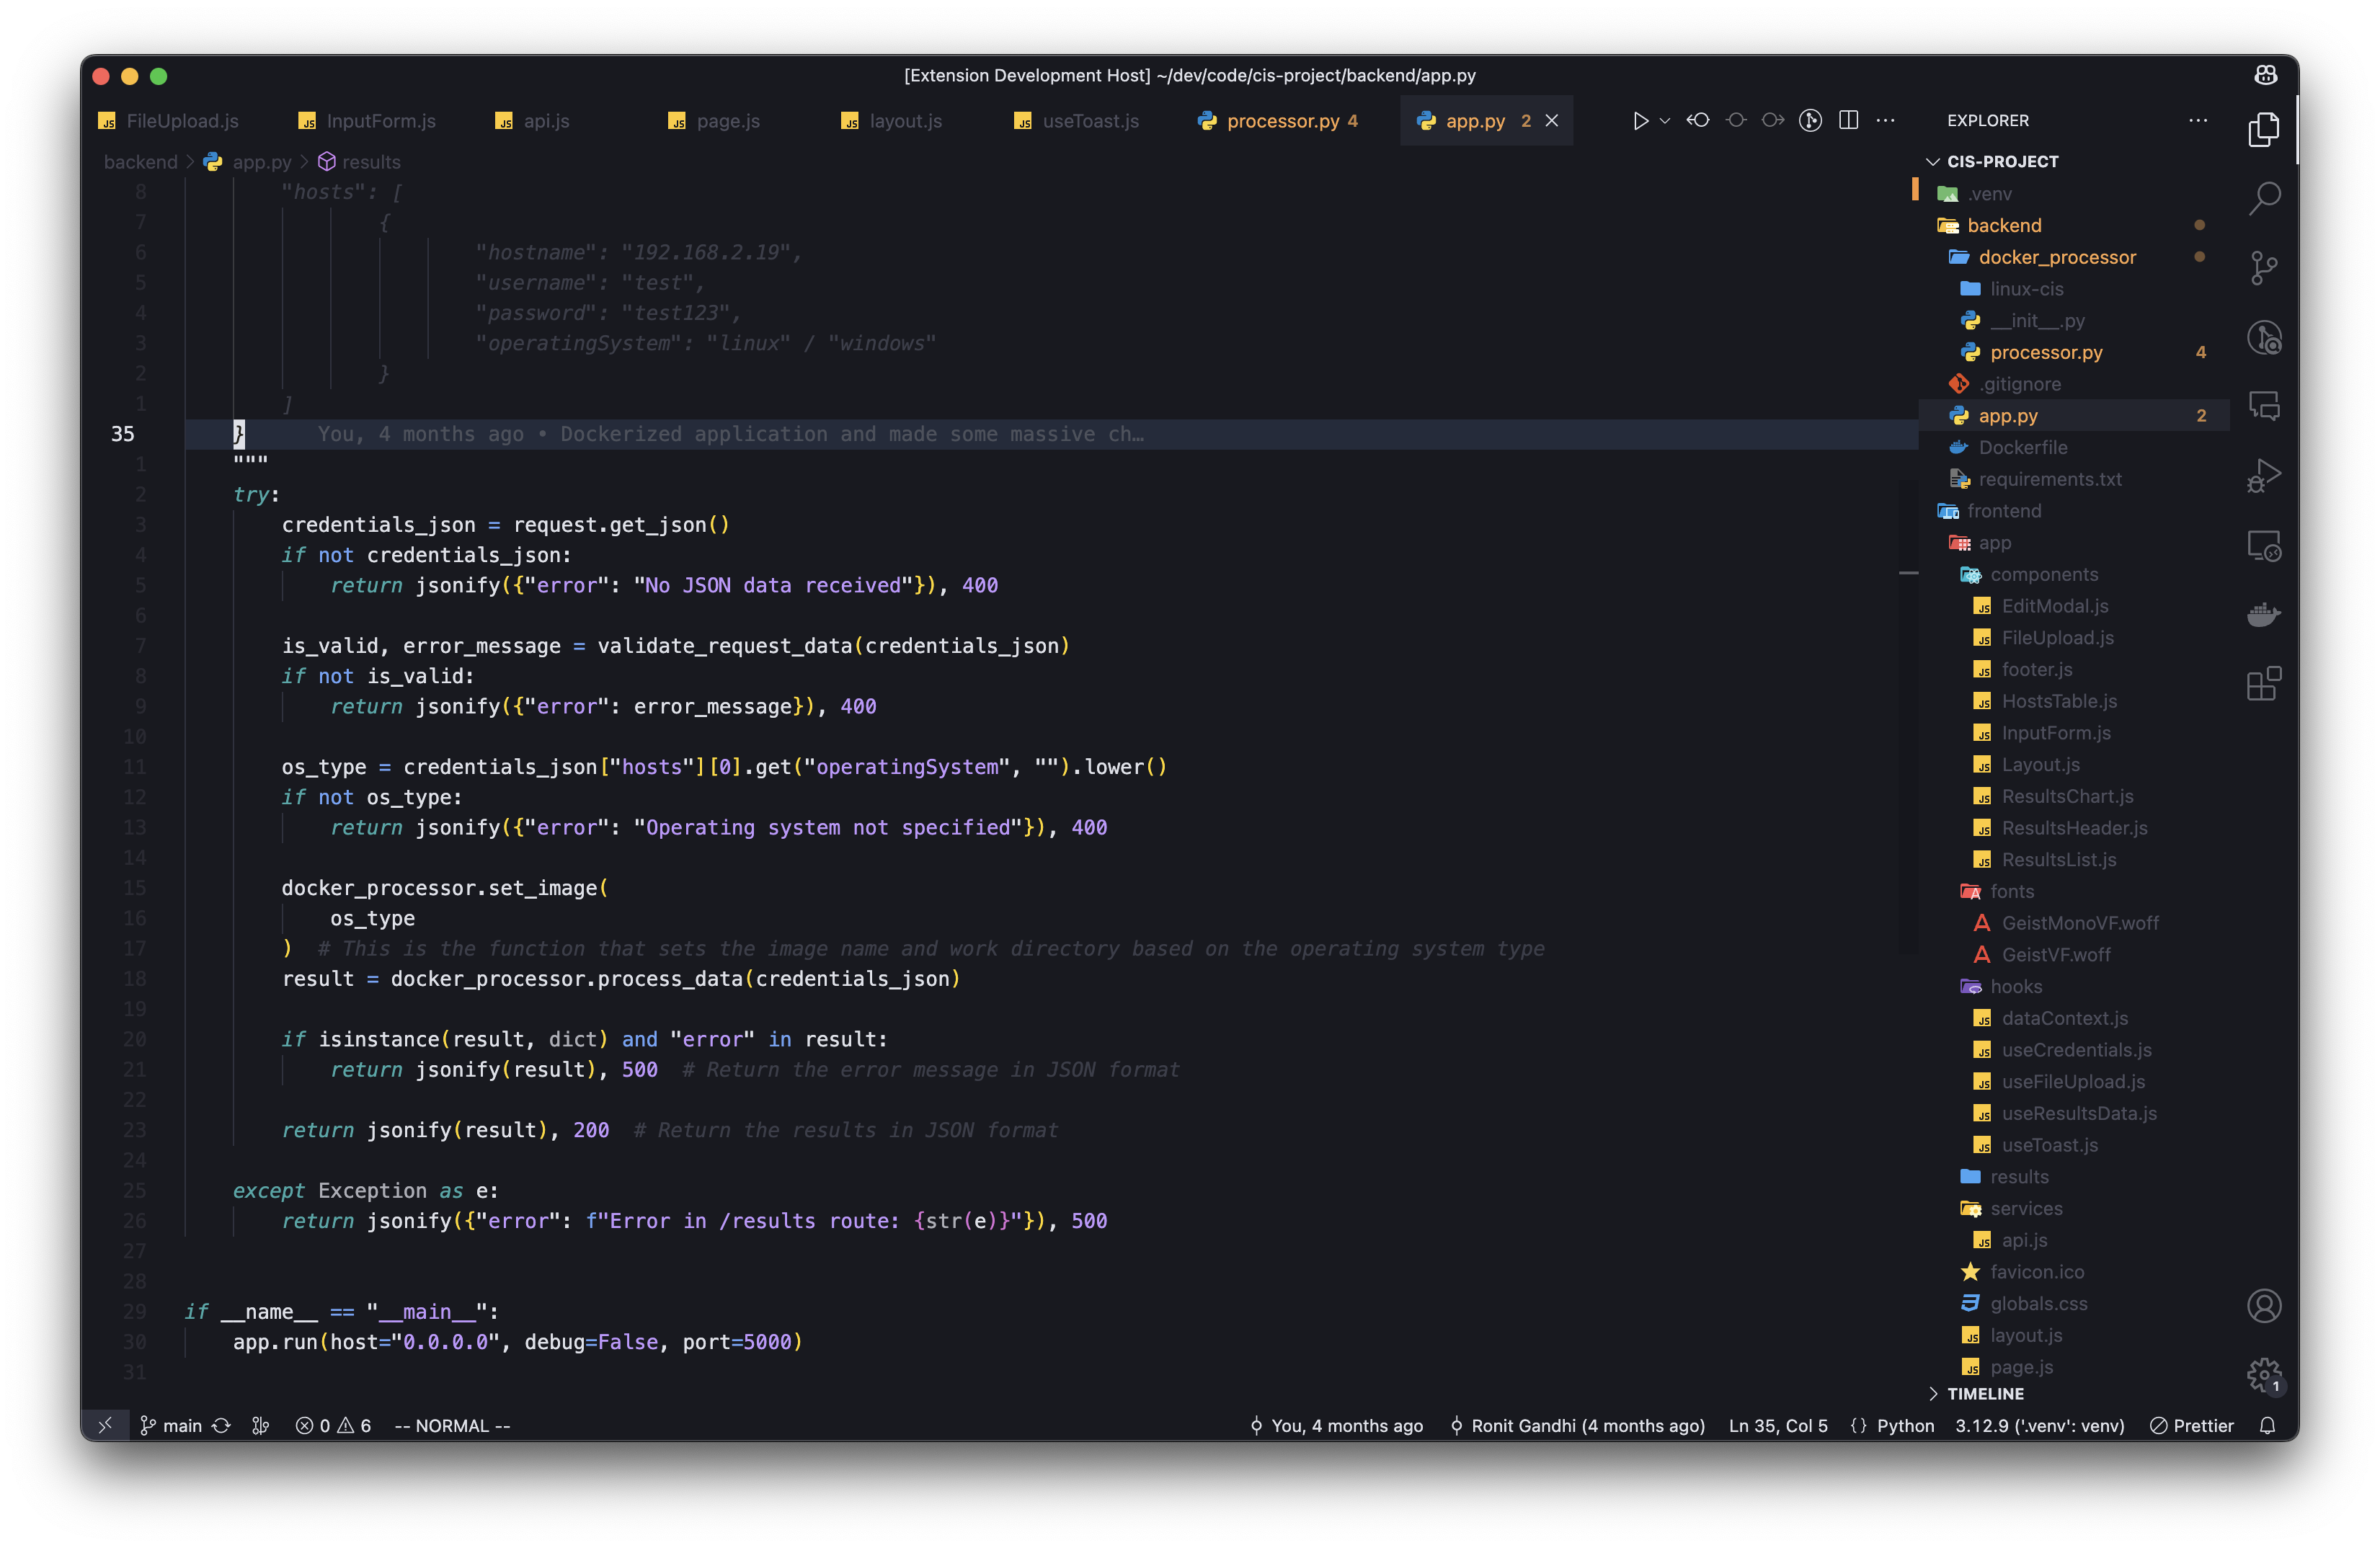 [Extension Development Host] ~/dev/code/cis-project/backend/app.py
FileUpload.js InputForm.js api.js page.js layout.js useToast.js processor.py 4 app.py 2
backend > app.py > results
8 "hosts": [
7 {
6 "hostname": "192.168.2.19",
5 "username": "test",
4 "password": "test123",
3 "operatingSystem": "linux" / "windows"
2 }
1 ]
35 } You, 4 months ago • Dockerized application and made some massive ch…
1 """
2 try:
3 credentials_json = request.get_json()
4 if not credentials_json:
5 return jsonify({"error": "No JSON data received"}), 400
6
7 is_valid, error_message = validate_request_data(credentials_json)
8 if not is_valid:
9 return jsonify({"error": error_message}), 400
10
11 os_type = credentials_json["hosts"][0].get("operatingSystem", "").lower()
12 if not os_type:
13 return jsonify({"error": "Operating system not specified"}), 400
14
15 docker_processor.set_image(
16 os_type
17 ) # This is the function that sets the image name and work directory based on the operating system type
18 result = docker_processor.process_data(credentials_json)
19
20 if isinstance(result, dict) and "error" in result:
21 return jsonify(result), 500 # Return the error message in JSON format
22
23 return jsonify(result), 200 # Return the results in JSON format
24
25 except Exception as e:
26 return jsonify({"error": f"Error in /results route: {str(e)}"}), 500
27
28
29 if __name__ == "__main__":
30 app.run(host="0.0.0.0", debug=False, port=5000)
31
EXPLORER
CIS-PROJECT
.venv
backend
docker_processor
linux-cis
__init__.py
processor.py 4
.gitignore
app.py 2
Dockerfile
requirements.txt
frontend
app
components
EditModal.js
FileUpload.js
footer.js
HostsTable.js
InputForm.js
Layout.js
ResultsChart.js
ResultsHeader.js
ResultsList.js
fonts
GeistMonoVF.woff
GeistVF.woff
hooks
dataContext.js
useCredentials.js
useFileUpload.js
useResultsData.js
useToast.js
results
services
api.js
favicon.ico
globals.css
layout.js
page.js
TIMELINE
1
main 0 6 -- NORMAL -- You, 4 months ago Ronit Gandhi (4 months ago) Ln 35, Col 5 {} Python 3.12.9 ('.venv': venv) Prettier